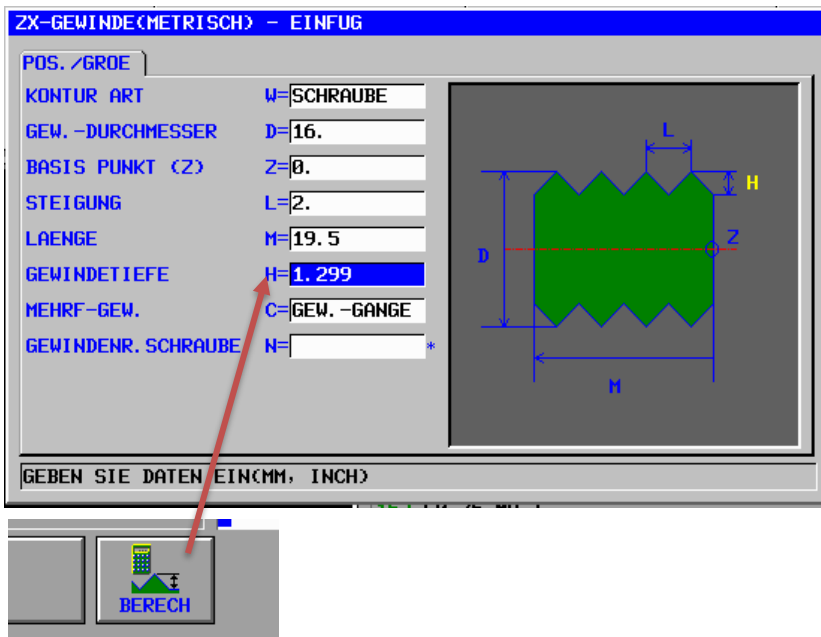 ZX-GEWINDE(METRISCH) - EINFUG
POS./GROE
KONTUR ART W=SCHRAUBE
GEW.-DURCHMESSER D=16.
BASIS PUNKT (Z) Z=0.
STEIGUNG L=2.
LAENGE M=19.5
GEWINDETIEFE H=1.299
MEHRF-GEW. C=GEW.-GANGE
GEWINDENR.SCHRAUBE N= *
L
H
D
Z
M
GEBEN SIE DATEN EIN(MM, INCH)
BERECH